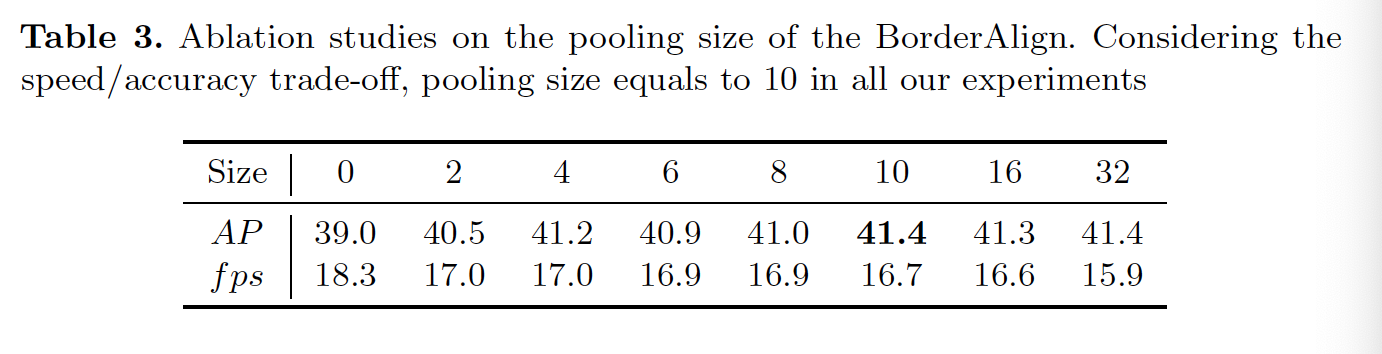 Table 3. Ablation studies on the pooling size of the BorderAlign. Considering the
speed/accuracy trade-off, pooling size equals to 10 in all our experiments
Size 0 2 4 6 8 10 16 32
AP 39.0 40.5 41.2 40.9 41.0 41.4 41.3 41.4
fps 18.3 17.0 17.0 16.9 16.9 16.7 16.6 15.9